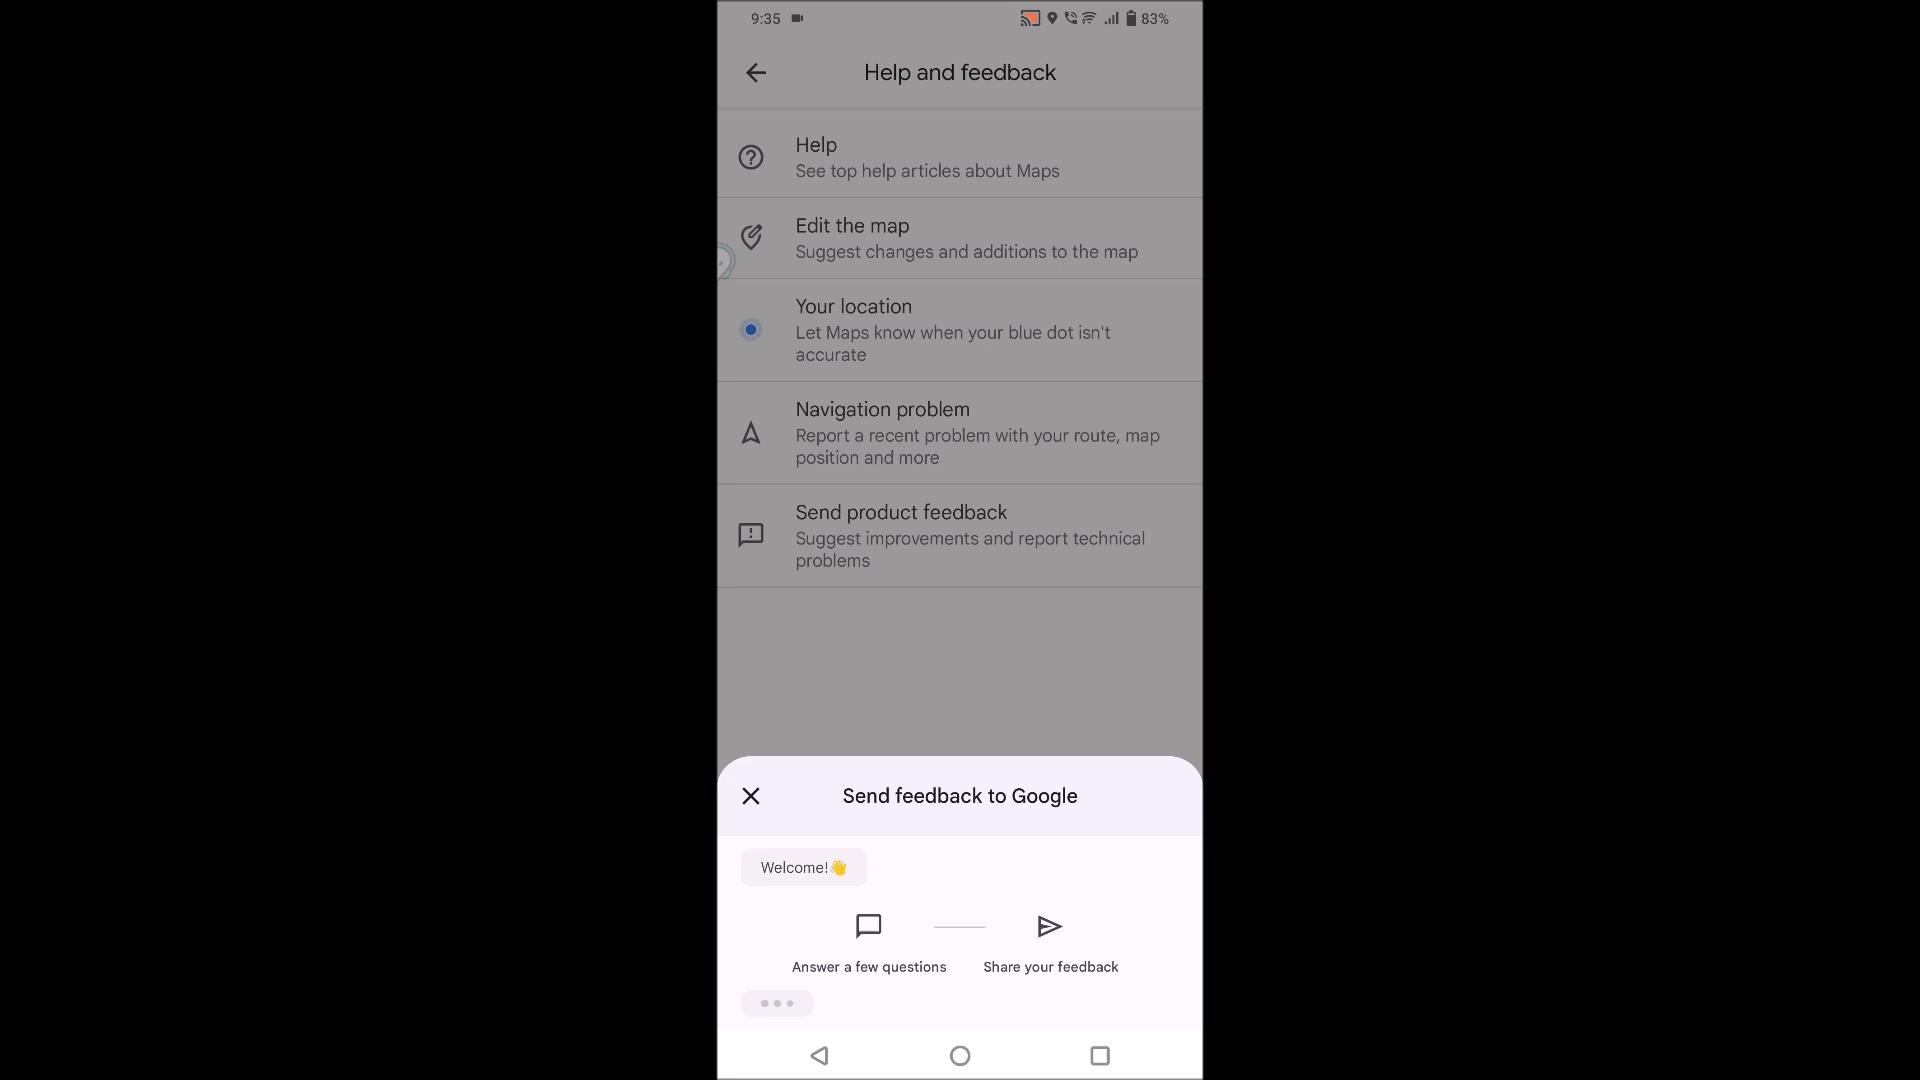 9:35 83%
Help and feedback
Help
See top help articles about Maps
Edit the map
Suggest changes and additions to the map
Your location
Let Maps know when your blue dot isn't
accurate
Navigation problem
Report a recent problem with your route, map
position and more
Send product feedback
Suggest improvements and report technical
problems
Send feedback to Google
Welcome!👋
Answer a few questions Share your feedback